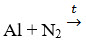 Al + N₂ →ᵗ